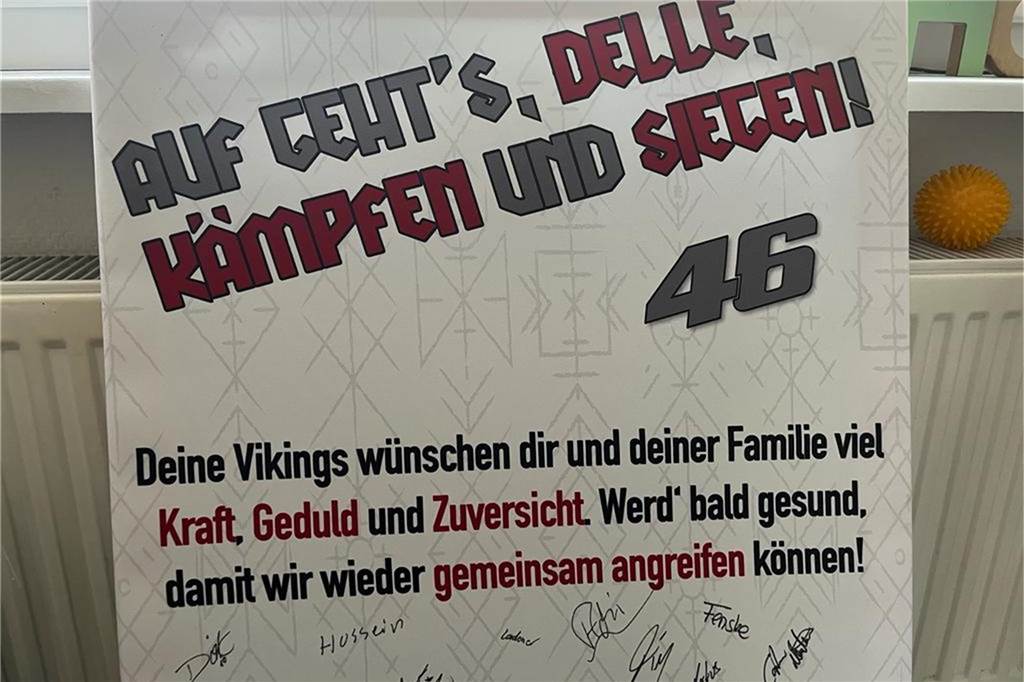 AUF GEHT'S, DELLE,
KÄMPFEN UND SIEGEN!
46
Deine Vikings wünschen dir und deiner Familie viel
Kraft, Geduld und Zuversicht. Werd‘ bald gesund,
damit wir wieder gemeinsam angreifen können!
Hussein
Fenske